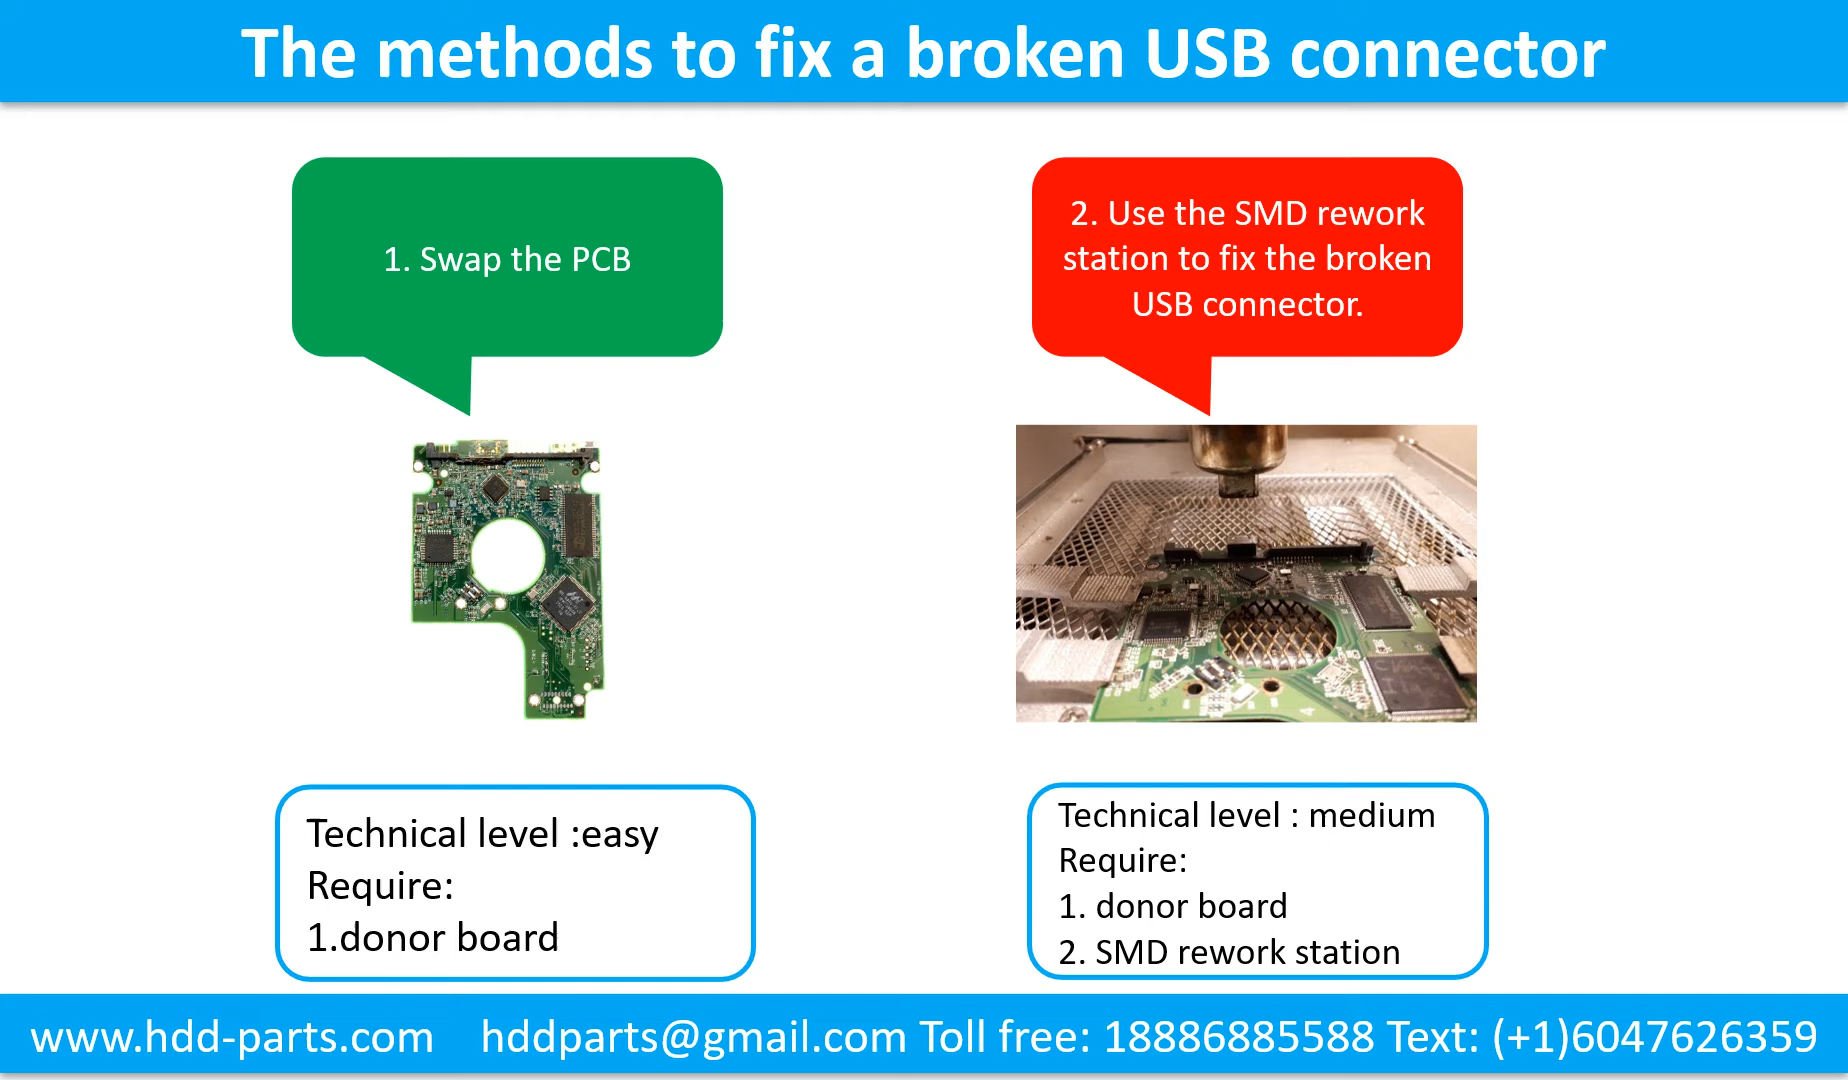 The methods to fix a broken USB connector
1. Swap the PCB
2. Use the SMD rework
station to fix the broken
USB connector.
Technical level :easy
Require:
1.donor board
Technical level : medium
Require:
1. donor board
2. SMD rework station
www.hdd-parts.com hddparts@gmail.com Toll free: 18886885588 Text: (+1)6047626359